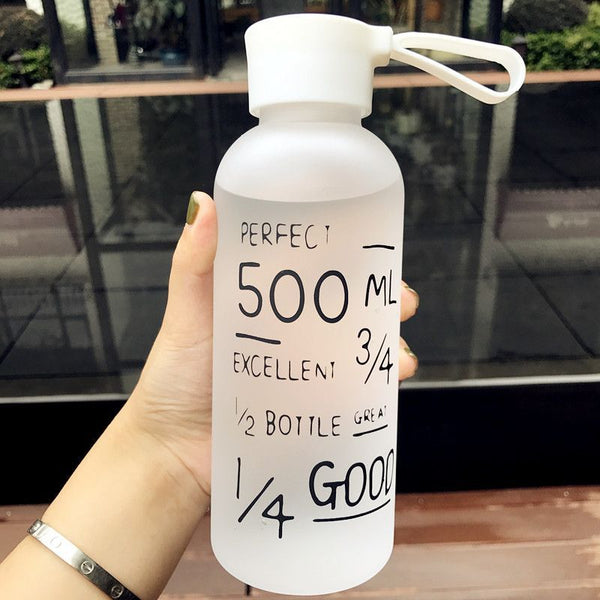 PERFECT
500 ML
EXCELLENT 3/4
1/2 BOTTLE GREAT
1/4 GOOD